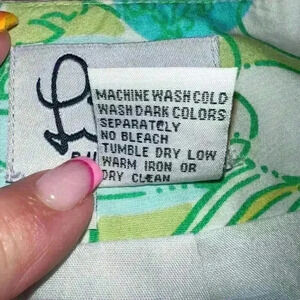 MACHINE WASH COLD
WASH DARK COLORS
SEPARATELY
NO BLEACH
TUMBLE DRY LOW
WARM IRON OR
DRY CLEAN